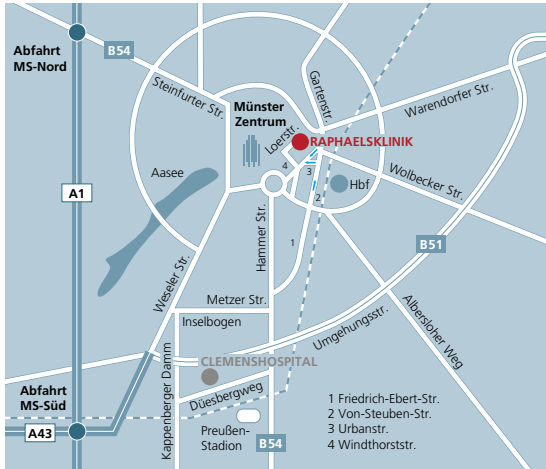 Abfahrt
MS-Nord
B54
Steinfurter Str.
Gartenstr.
Warendorfer Str.
Münster
Zentrum
Loerstr.
RAPHAELSKLINIK
4
3
Aasee
Hbf
Wolbecker Str.
A1
2
B51
Hammer Str.
1
Weseler Str.
Metzer Str.
Inselbogen
Umgehungsstr.
Albersloher Weg
Kappenberger Damm
CLEMENSHOSPITAL
Abfahrt
MS-Süd
Düesbergweg
1 Friedrich-Ebert-Str.
2 Von-Steuben-Str.
3 Urbanstr.
4 Windthorststr.
A43
Preußen-
Stadion
B54